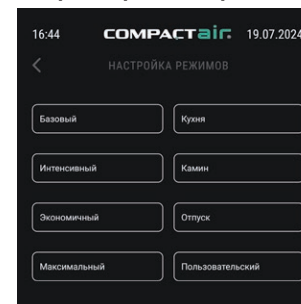 16:44 COMPACTair. 19.07.2024
НАСТРОЙКА РЕЖИМОВ
Базовый Кухня
Интенсивный Камин
Экономичный Отпуск
Максимальный Пользовательский